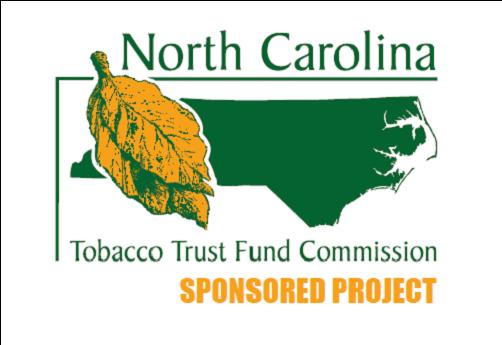 North Carolina
Tobacco Trust Fund Commission
SPONSORED PROJECT